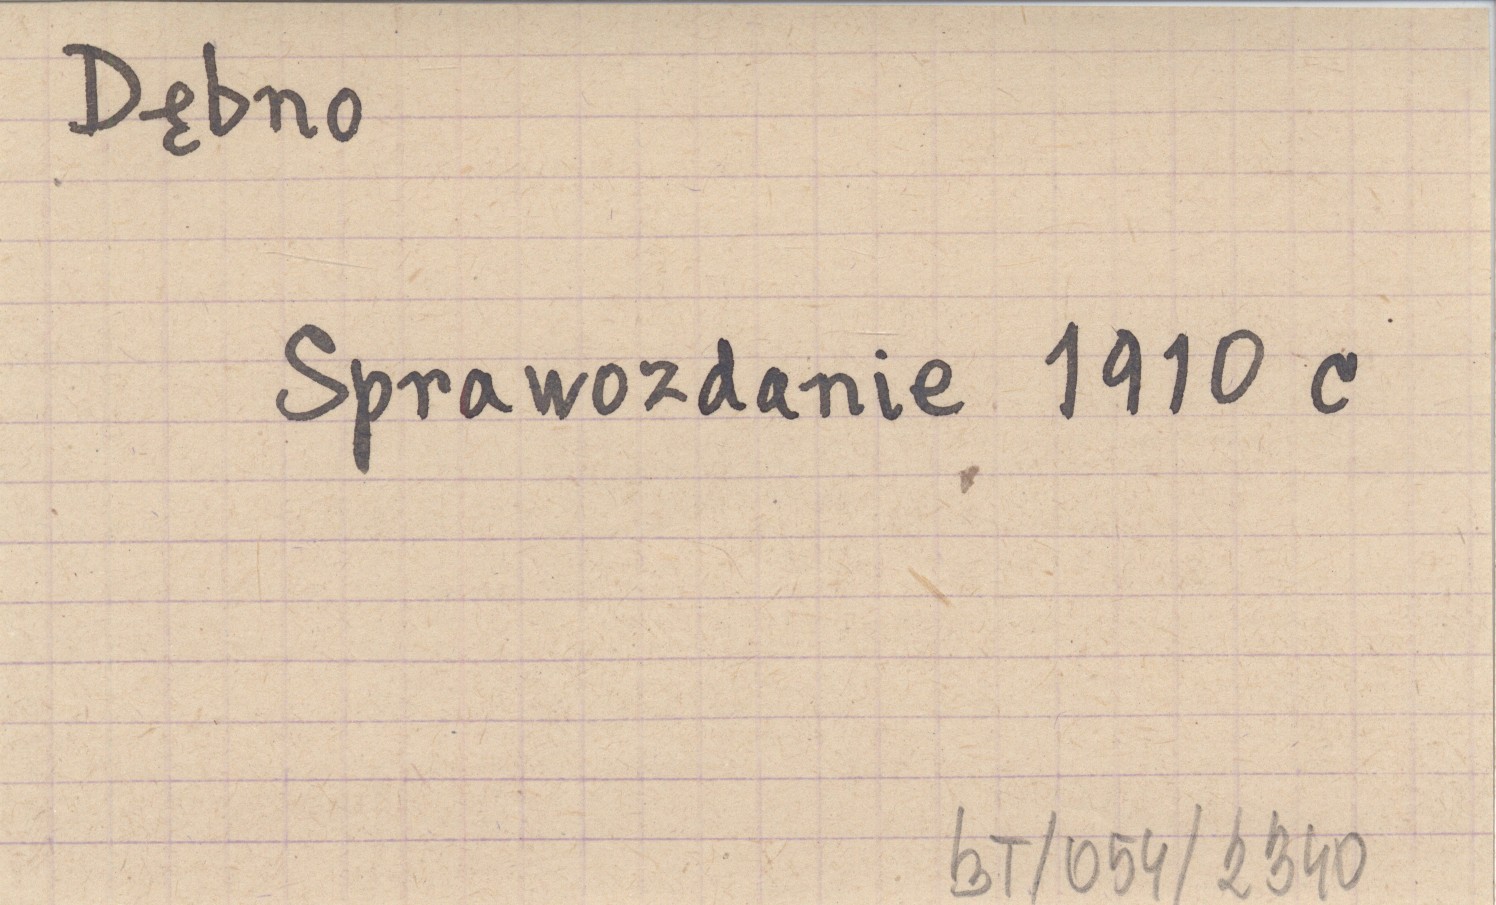 Dębno
Sprawozdanie 1910 c
BT/054/2340